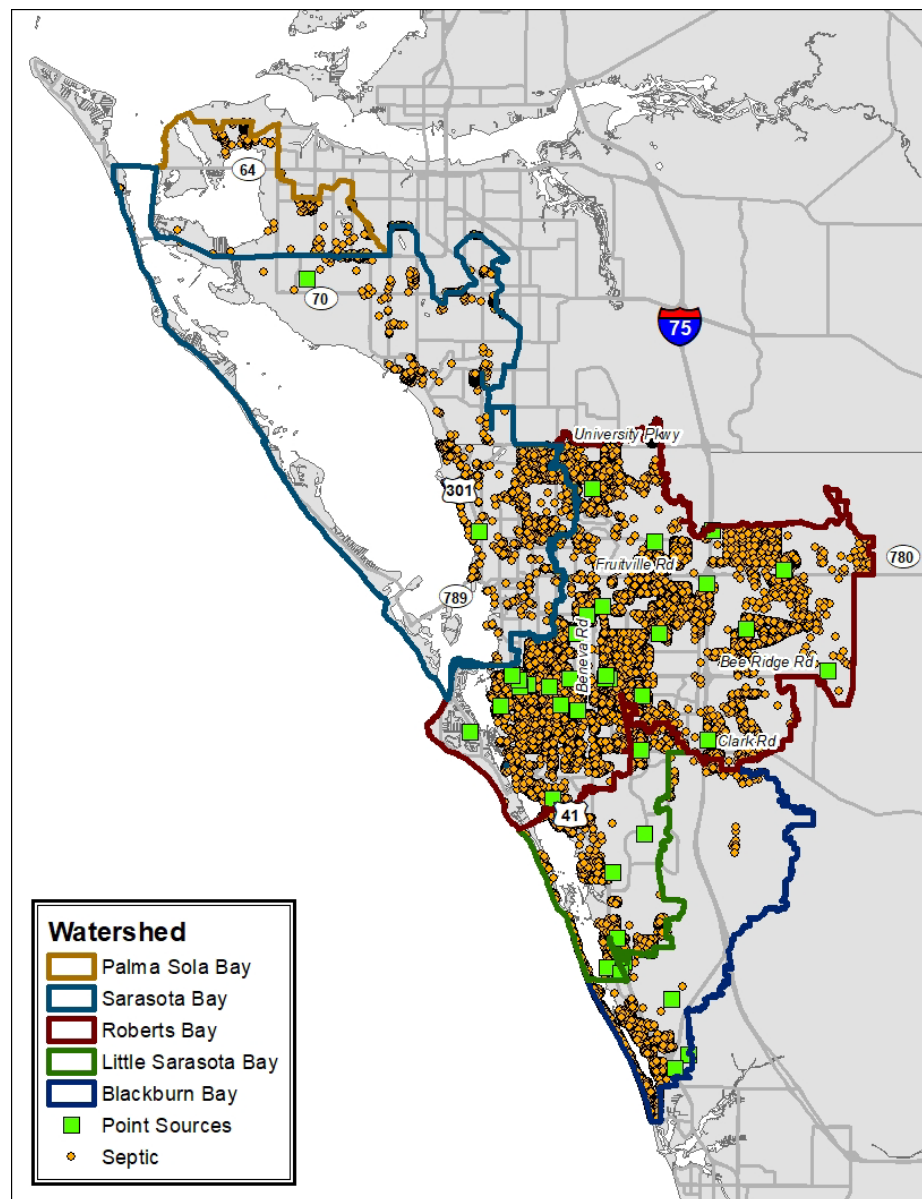 64
70
75
University Pkwy
301
780
Fruitville Rd
789
Beneva Rd
Bee Ridge Rd
Clark Rd
41
Watershed
Palma Sola Bay
Sarasota Bay
Roberts Bay
Little Sarasota Bay
Blackburn Bay
Point Sources
Septic